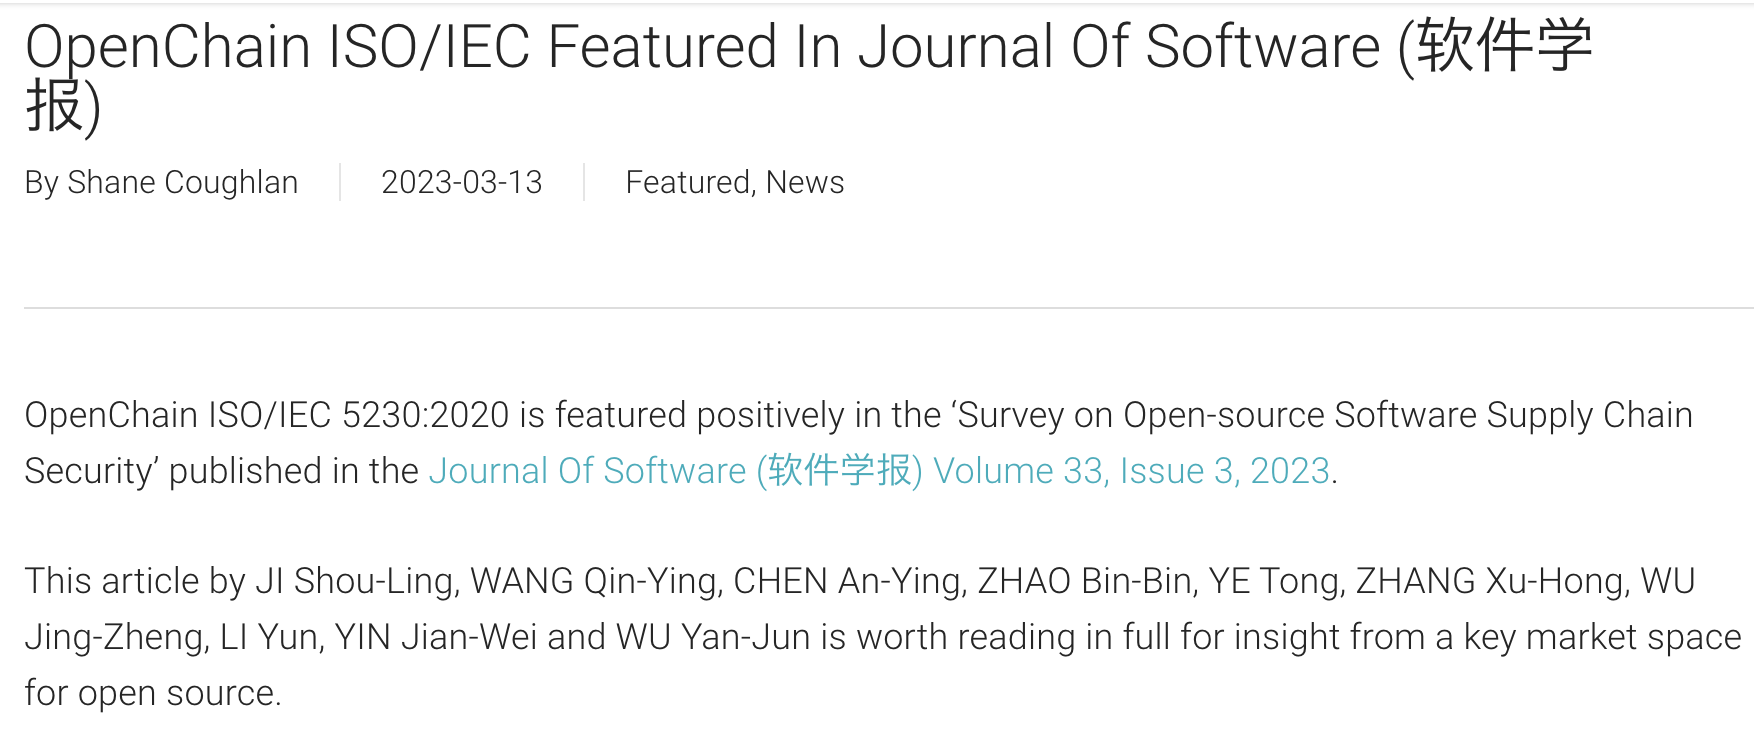 OpenChain ISO/IEC Featured In Journal Of Software (软件学
报)
By Shane Coughlan 2023-03-13 Featured, News
OpenChain ISO/IEC 5230:2020 is featured positively in the ‘Survey on Open-source Software Supply Chain
Security’ published in the Journal Of Software (软件学报) Volume 33, Issue 3, 2023.
This article by JI Shou-Ling, WANG Qin-Ying, CHEN An-Ying, ZHAO Bin-Bin, YE Tong, ZHANG Xu-Hong, WU
Jing-Zheng, LI Yun, YIN Jian-Wei and WU Yan-Jun is worth reading in full for insight from a key market space
for open source.